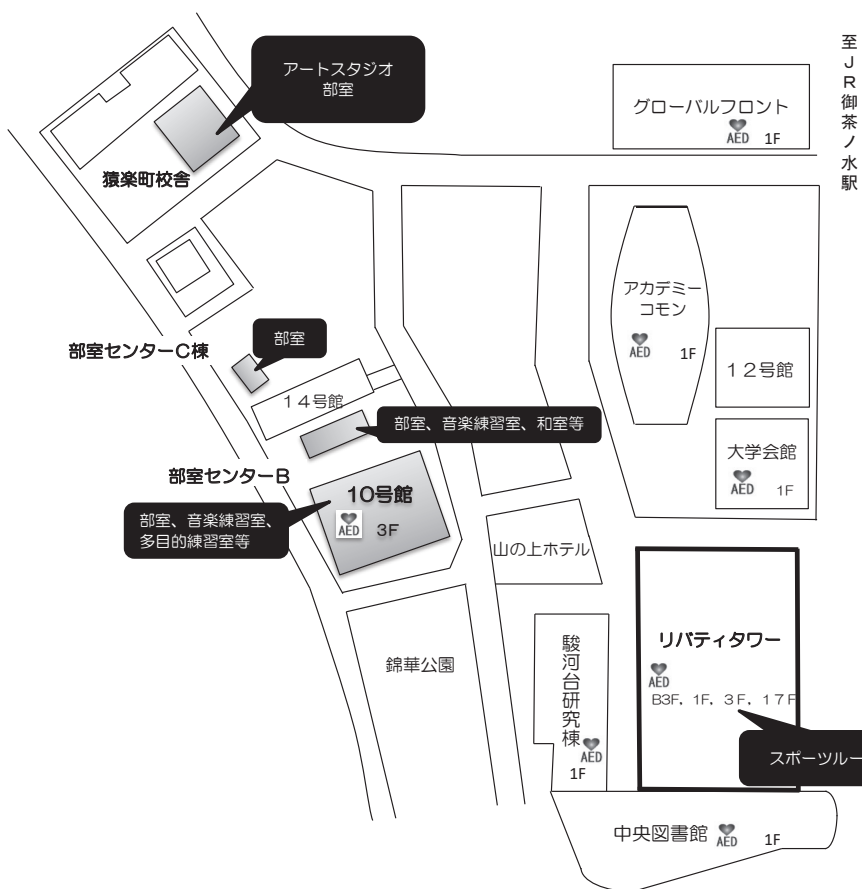 至JR御茶ノ水駅
アートスタジオ
部室
グローバルフロント
AED 1F
猿楽町校舎
アカデミー
コモン
AED 1F
部室センターC棟
部室
12号館
14号館
部室、音楽練習室、和室等
大学会館
AED 1F
部室センターB
10号館
AED 3F
部室、音楽練習室、
多目的練習室等
山の上ホテル
錦華公園
駿河台研究棟
AED
1F
リバティタワー
AED
B3F, 1F, 3F, 17F
スポーツルー
中央図書館 AED 1F